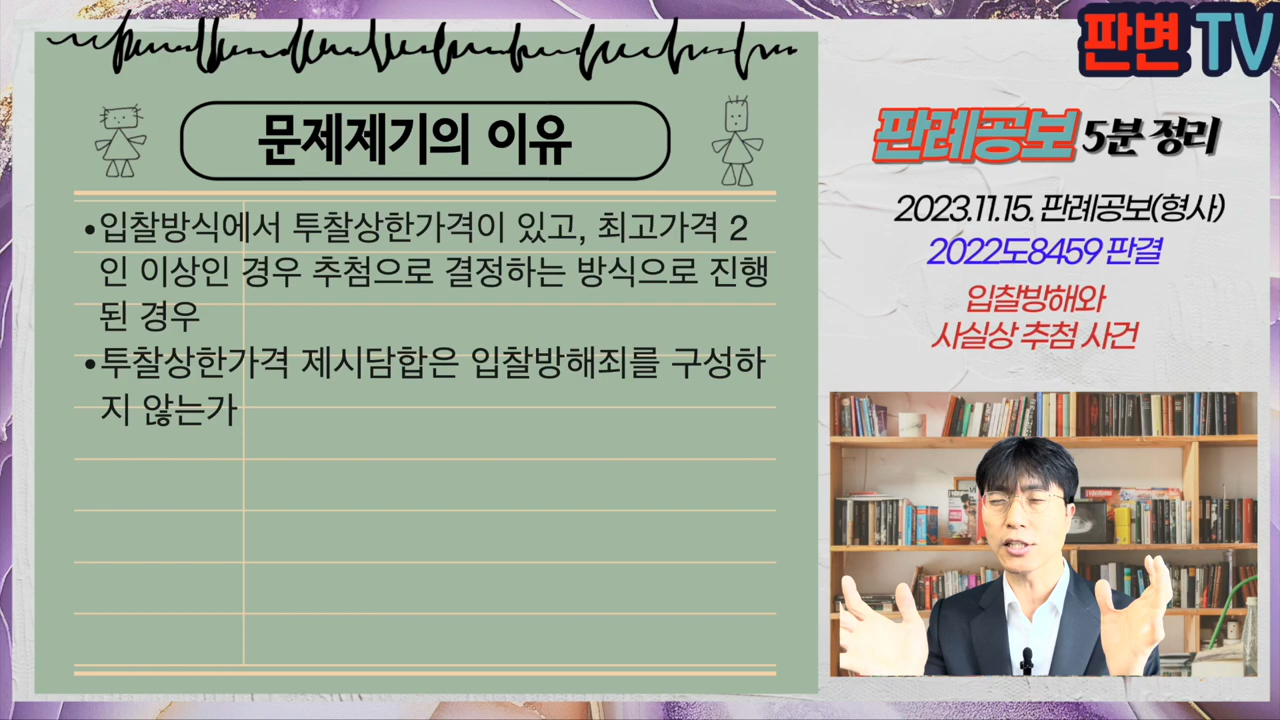 판변 TV
문제제기의 이유
•입찰방식에서 투찰상한가격이 있고, 최고가격 2
인 이상인 경우 추첨으로 결정하는 방식으로 진행
된 경우
•투찰상한가격 제시담합은 입찰방해죄를 구성하
지 않는가
판례공보 5분 정리
2023.11.15. 판례공보(형사)
2022도8459 판결
입찰방해와
사실상 추첨 사건